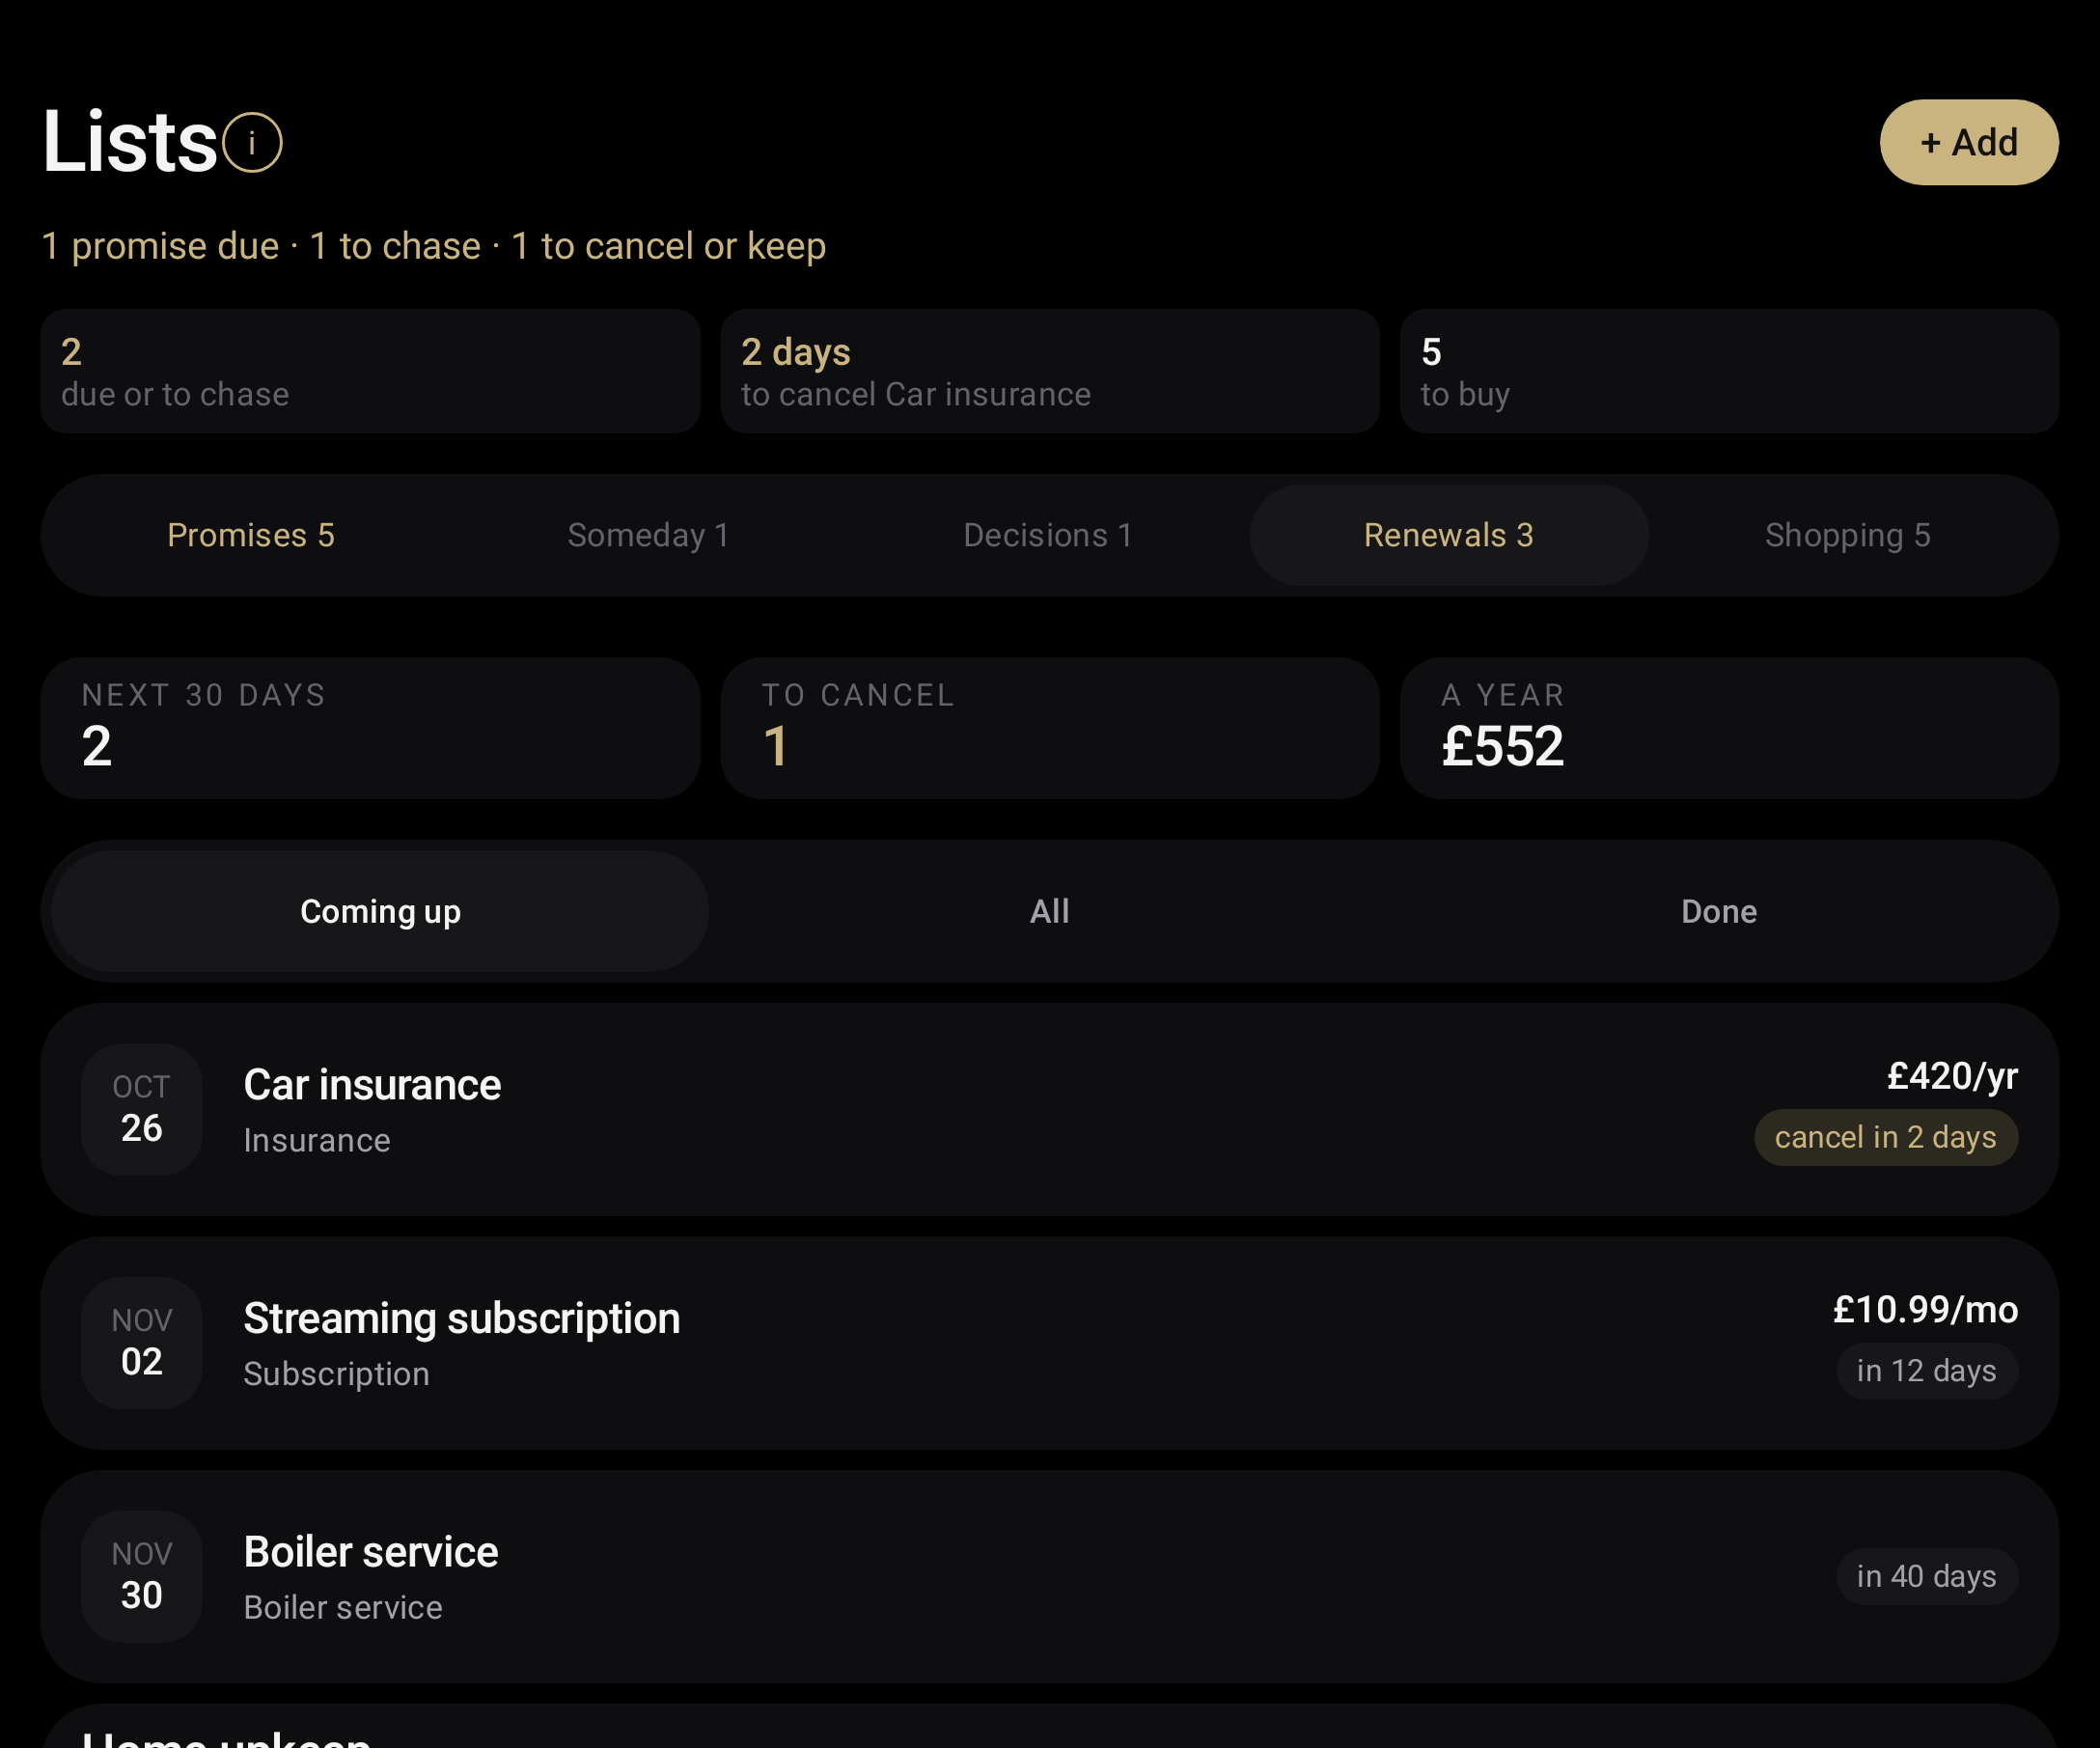 Lists i
+ Add
1 promise due · 1 to chase · 1 to cancel or keep
2
due or to chase
2 days
to cancel Car insurance
5
to buy
Promises 5
Someday 1
Decisions 1
Renewals 3
Shopping 5
NEXT 30 DAYS
2
TO CANCEL
1
A YEAR
£552
Coming up
All
Done
OCT
26
Car insurance
Insurance
£420/yr
cancel in 2 days
NOV
02
Streaming subscription
Subscription
£10.99/mo
in 12 days
NOV
30
Boiler service
Boiler service
in 40 days
Home upkeep